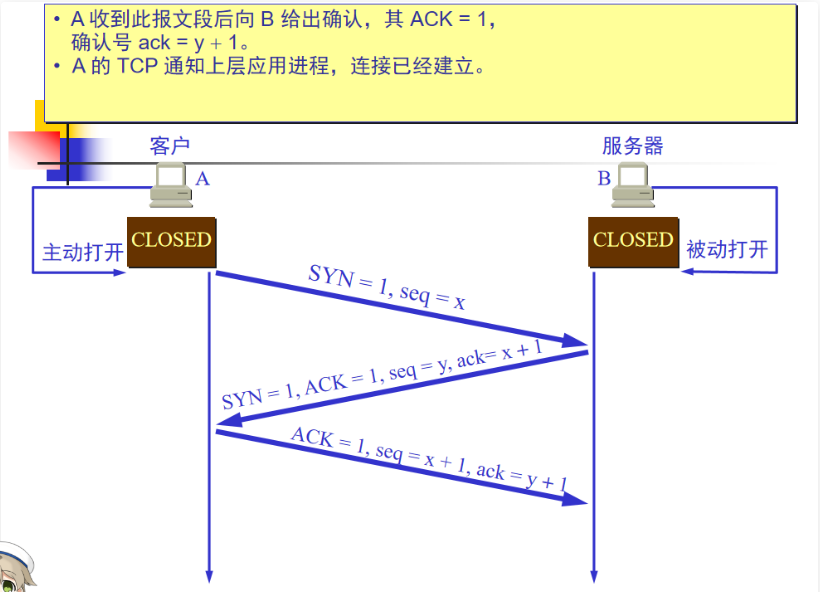 • A 收到此报文段后向 B 给出确认，其 ACK = 1，
确认号 ack = y + 1。
• A 的 TCP 通知上层应用进程，连接已经建立。
客户
服务器
A
B
主动打开
CLOSED
CLOSED
被动打开
SYN = 1, seq = x
SYN = 1, ACK = 1, seq = y, ack= x + 1
ACK = 1, seq = x + 1, ack = y + 1